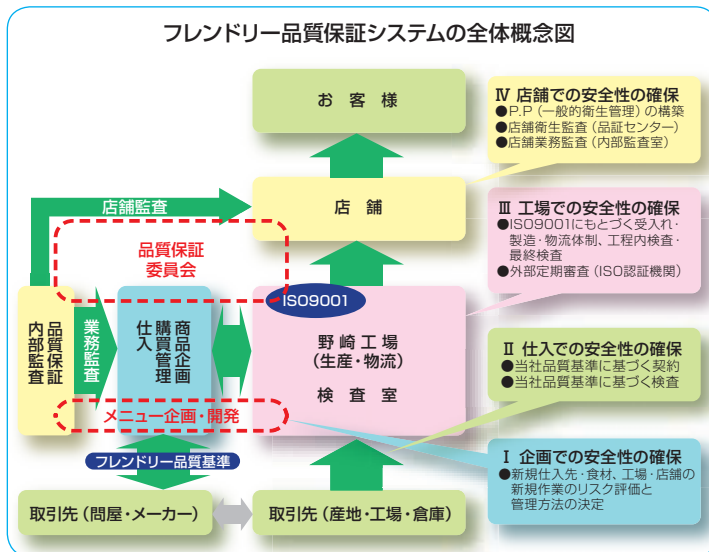 フレンドリー品質保証システムの全体概念図
お客様
店舗
店舗監査
品質保証
委員会
ISO9001
品質保証
内部監査
業務監査
商品企画
購買管理
仕入
野崎工場
(生産・物流)
検査室
メニュー企画・開発
フレンドリー品質基準
取引先(問屋・メーカー)
取引先(産地・工場・倉庫)
Ⅳ 店舗での安全性の確保
●P.P(一般的衛生管理)の構築
●店舗衛生監査(品証センター)
●店舗業務監査(内部監査室)
Ⅲ 工場での安全性の確保
●ISO9001にもとづく受入れ・
製造・物流体制、工程内検査・
最終検査
●外部定期審査(ISO認証機関)
Ⅱ 仕入での安全性の確保
●当社品質基準に基づく契約
●当社品質基準に基づく検査
Ⅰ 企画での安全性の確保
●新規仕入先・食材、工場・店舗の
新規作業のリスク評価と
管理方法の決定